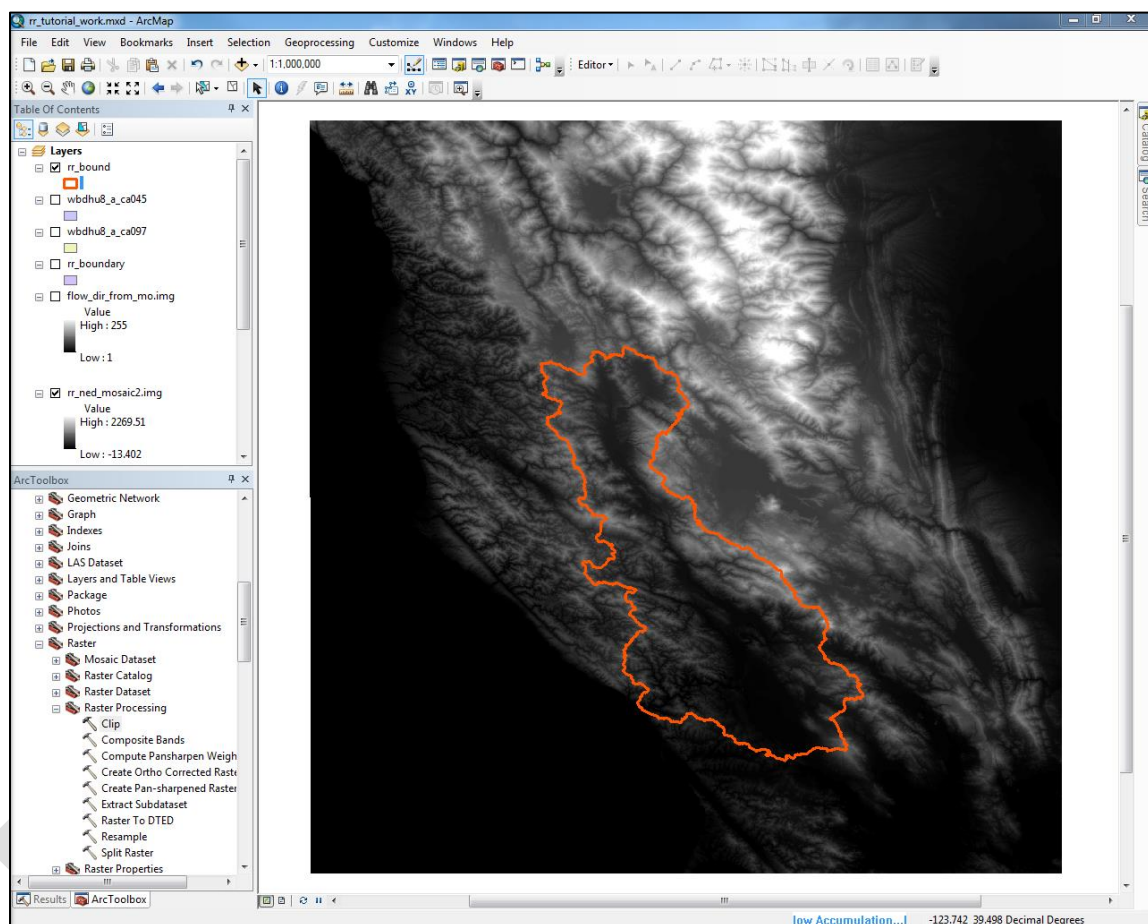 rr_tutorial_work.mxd - ArcMap
File Edit View Bookmarks Insert Selection Geoprocessing Customize Windows Help
1:1,000,000
Editor
Table Of Contents
Layers
rr_bound
wbdhu8_a_ca045
wbdhu8_a_ca097
rr_boundary
flow_dir_from_mo.img
Value
High : 255
Low : 1
rr_ned_mosaic2.img
Value
High : 2269.51
Low : -13.402
ArcToolbox
Geometric Network
Graph
Indexes
Joins
LAS Dataset
Layers and Table Views
Package
Photos
Projections and Transformations
Raster
Mosaic Dataset
Raster Catalog
Raster Dataset
Raster Processing
Clip
Composite Bands
Compute Pansharpen Weigh
Create Ortho Corrected Raste
Create Pan-sharpened Raster
Extract Subdataset
Raster To DTED
Resample
Split Raster
Raster Properties
Results ArcToolbox
Catalog
Search
low Accumulation...| -123.742 39.498 Decimal Degrees